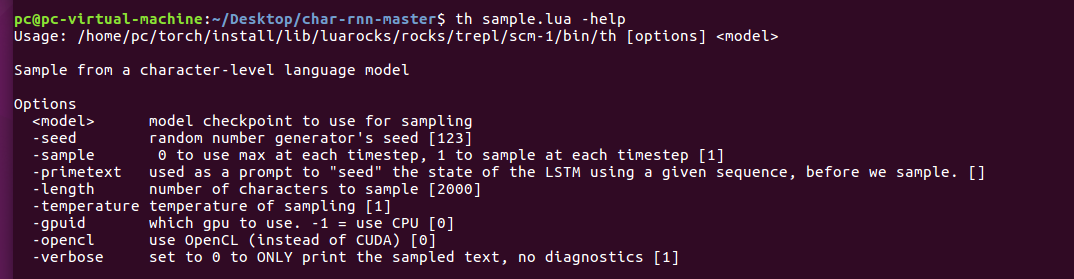 pc@pc-virtual-machine:~/Desktop/char-rnn-master$ th sample.lua -help
Usage: /home/pc/torch/install/lib/luarocks/rocks/trepl/scm-1/bin/th [options] <model>

Sample from a character-level language model

Options
  <model>      model checkpoint to use for sampling
  -seed        random number generator's seed [123]
  -sample       0 to use max at each timestep, 1 to sample at each timestep [1]
  -primetext   used as a prompt to "seed" the state of the LSTM using a given sequence, before we sample. []
  -length      number of characters to sample [2000]
  -temperature temperature of sampling [1]
  -gpuid       which gpu to use. -1 = use CPU [0]
  -opencl      use OpenCL (instead of CUDA) [0]
  -verbose     set to 0 to ONLY print the sampled text, no diagnostics [1]